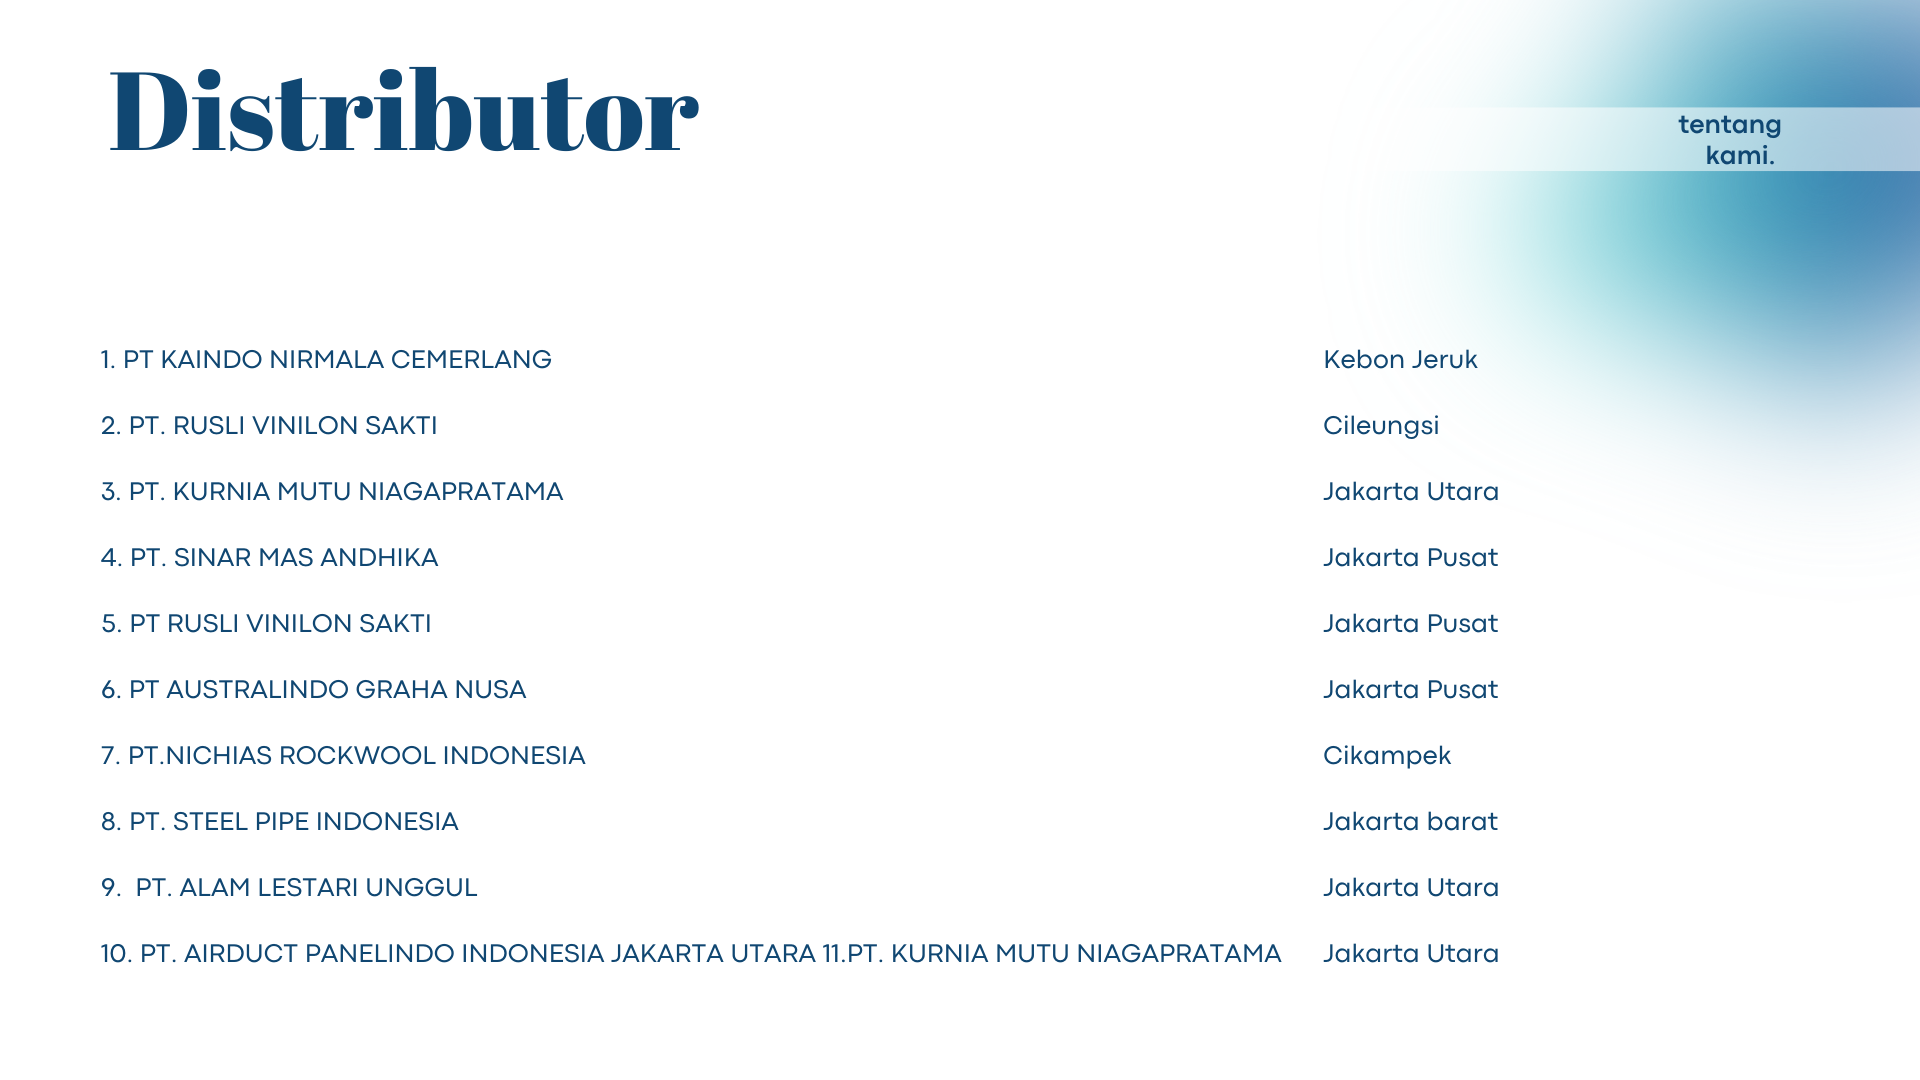 Distributor
tentang
kami.
1. PT KAINDO NIRMALA CEMERLANG Kebon Jeruk
2. PT. RUSLI VINILON SAKTI Cileungsi
3. PT. KURNIA MUTU NIAGAPRATAMA Jakarta Utara
4. PT. SINAR MAS ANDHIKA Jakarta Pusat
5. PT RUSLI VINILON SAKTI Jakarta Pusat
6. PT AUSTRALINDO GRAHA NUSA Jakarta Pusat
7. PT.NICHIAS ROCKWOOL INDONESIA Cikampek
8. PT. STEEL PIPE INDONESIA Jakarta barat
9.  PT. ALAM LESTARI UNGGUL Jakarta Utara
10. PT. AIRDUCT PANELINDO INDONESIA JAKARTA UTARA 11.PT. KURNIA MUTU NIAGAPRATAMA Jakarta Utara